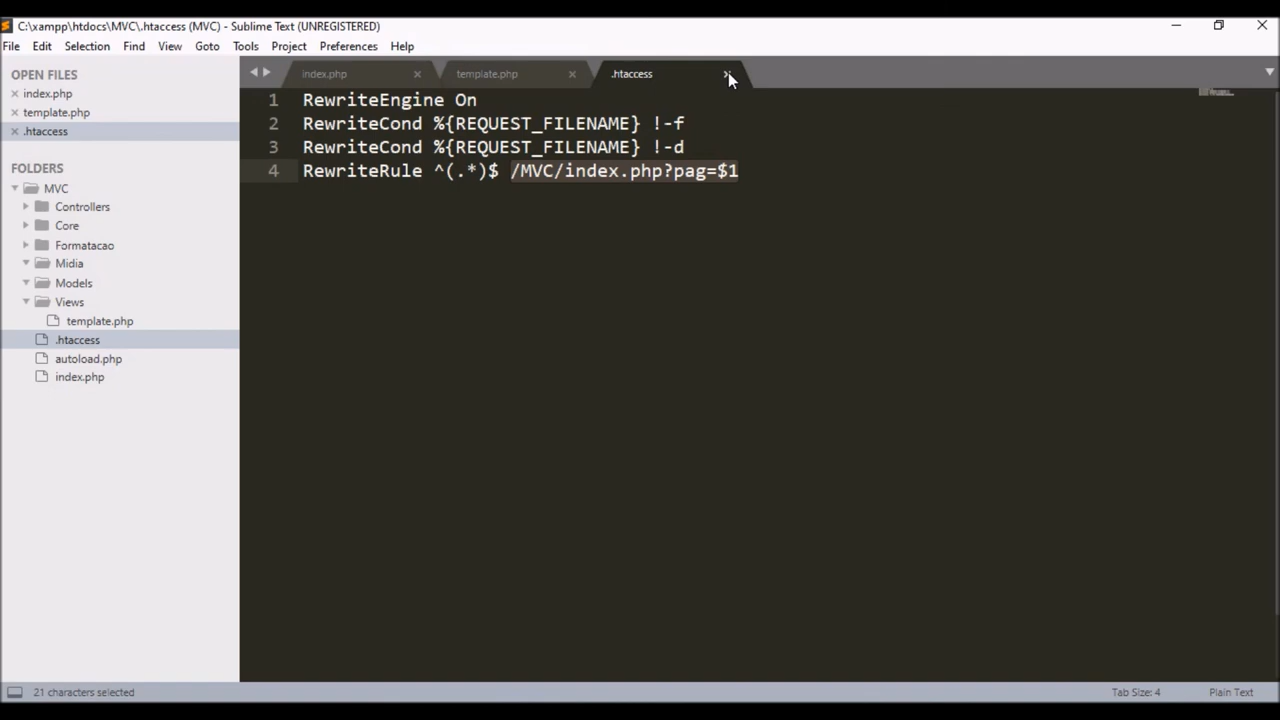 C:\xampp\htdocs\MVC\.htaccess (MVC) - Sublime Text (UNREGISTERED)
File Edit Selection Find View Goto Tools Project Preferences Help
OPEN FILES
index.php
template.php
.htaccess
FOLDERS
MVC
Controllers
Core
Formatacao
Midia
Models
Views
template.php
.htaccess
autoload.php
index.php
index.php template.php .htaccess
1 RewriteEngine On
2 RewriteCond %{REQUEST_FILENAME} !-f
3 RewriteCond %{REQUEST_FILENAME} !-d
4 RewriteRule ^(.*)$ /MVC/index.php?pag=$1
21 characters selected Tab Size: 4 Plain Text